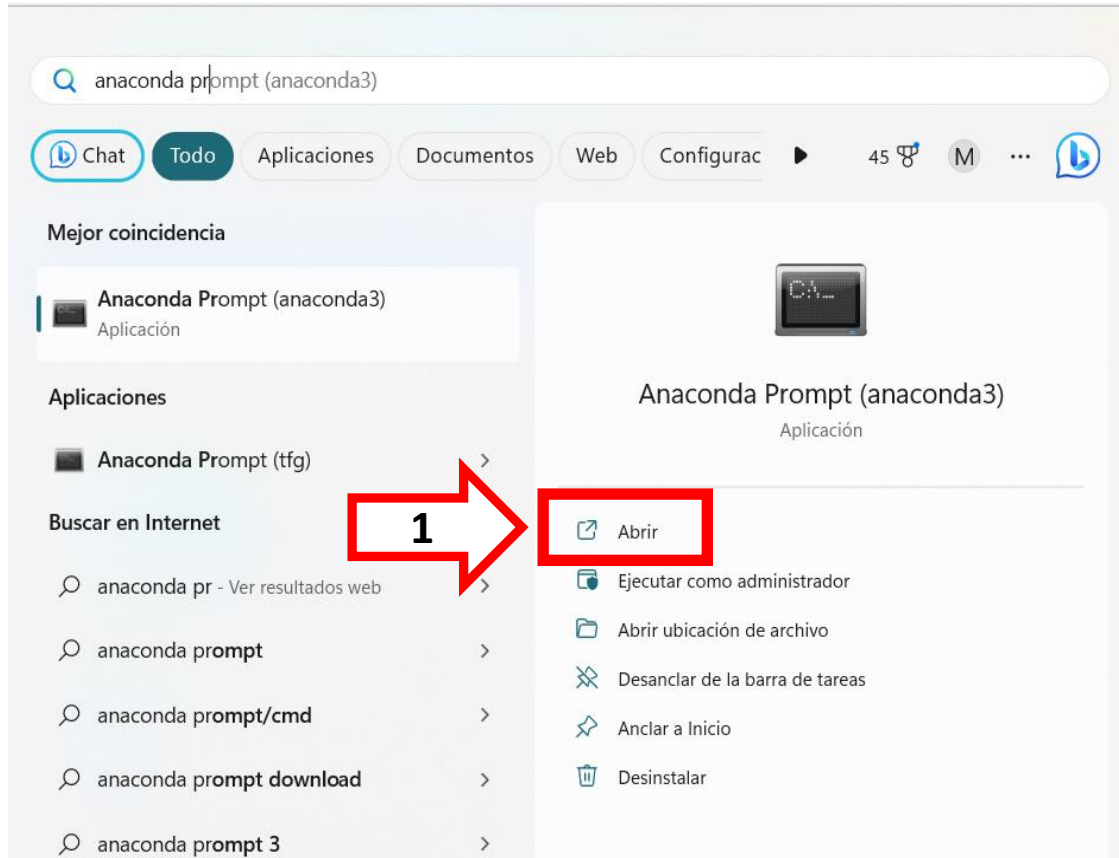 anaconda prompt (anaconda3)
Chat Todo Aplicaciones Documentos Web Configurac 45 M ...
Mejor coincidencia
Anaconda Prompt (anaconda3)
Aplicación
Aplicaciones
Anaconda Prompt (tfg)
Buscar en Internet
anaconda pr - Ver resultados web
anaconda prompt
anaconda prompt/cmd
anaconda prompt download
anaconda prompt 3
C:\_
Anaconda Prompt (anaconda3)
Aplicación
1
Abrir
Ejecutar como administrador
Abrir ubicación de archivo
Desanclar de la barra de tareas
Anclar a Inicio
Desinstalar